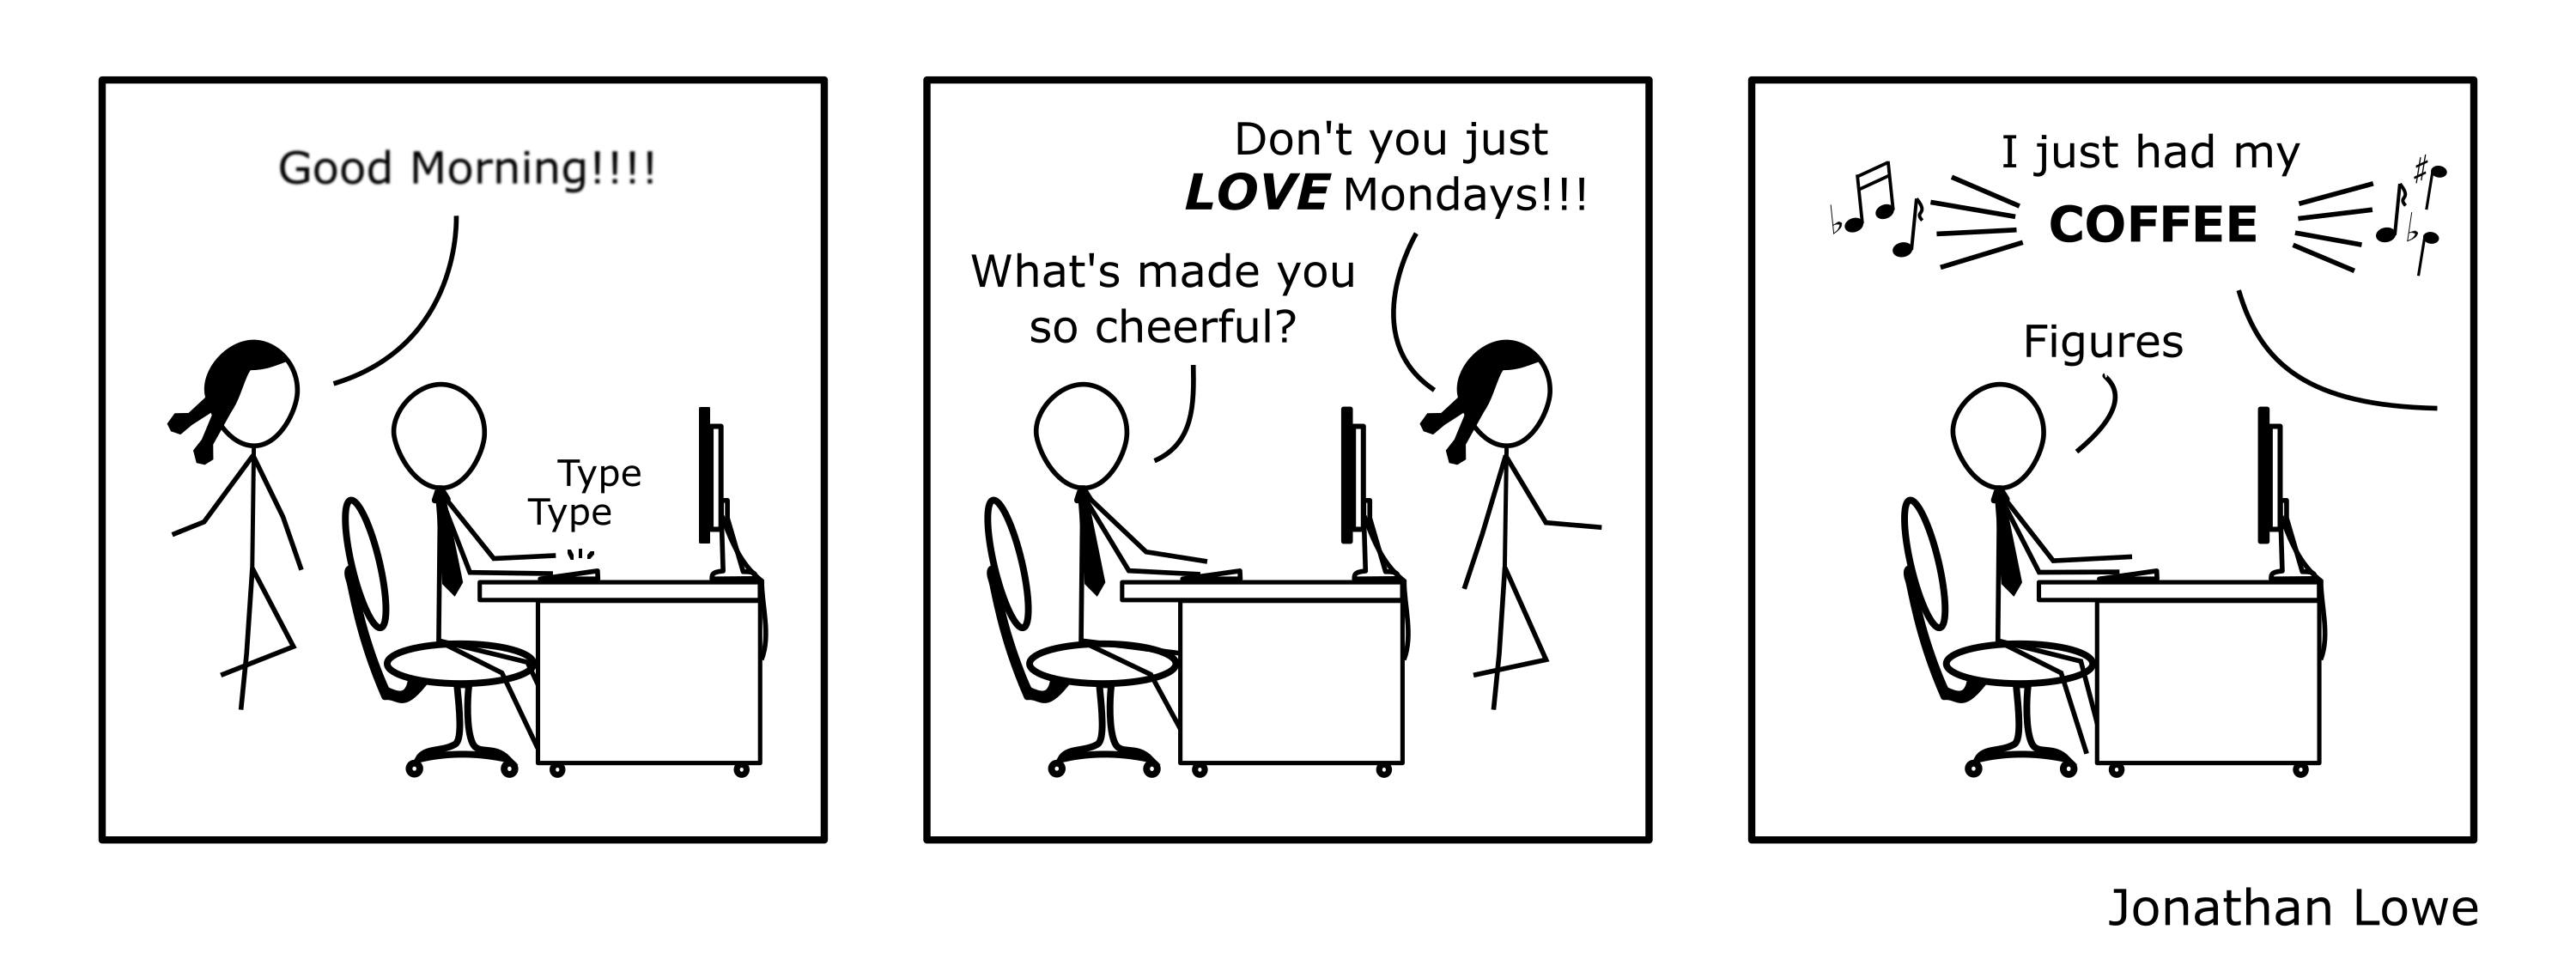 Good Morning!!!!
Type
Type
Don't you just
LOVE Mondays!!!
What's made you
so cheerful?
I just had my
COFFEE
Figures
Jonathan Lowe